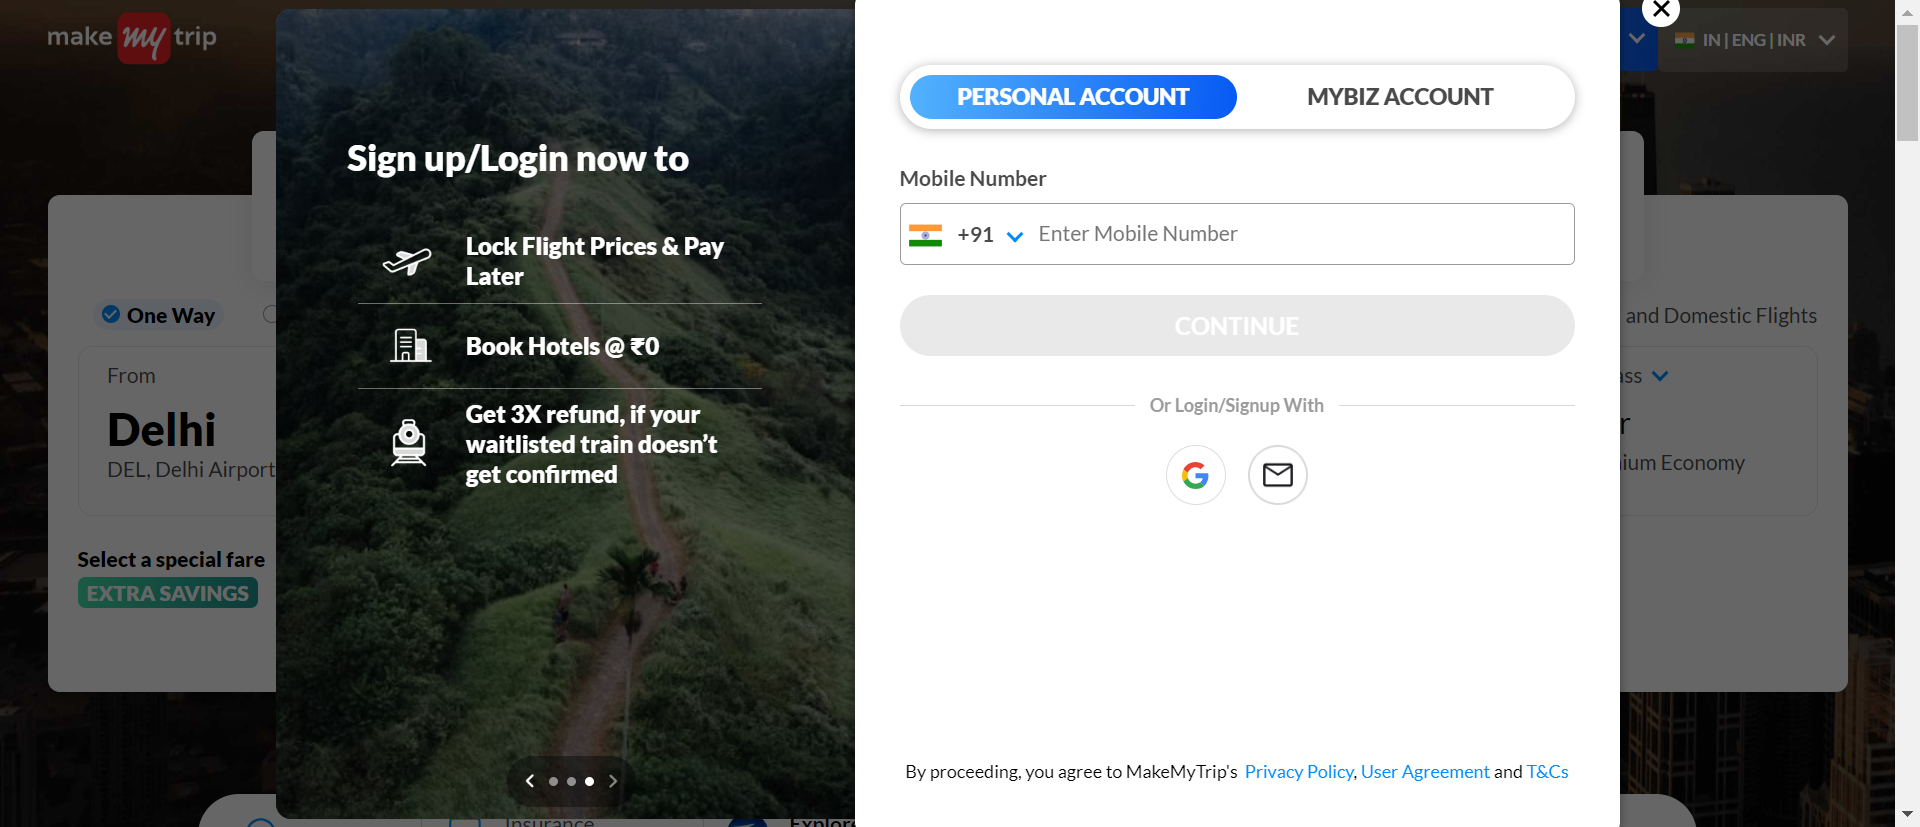 make my trip
IN | ENG | INR
Sign up/Login now to
Lock Flight Prices & Pay
Later
Book Hotels @ ₹0
Get 3X refund, if your
waitlisted train doesn’t
get confirmed
PERSONAL ACCOUNT
MYBIZ ACCOUNT
Mobile Number
+91
Enter Mobile Number
CONTINUE
Or Login/Signup With
By proceeding, you agree to MakeMyTrip's Privacy Policy, User Agreement and T&Cs
One Way
From
Delhi
DEL, Delhi Airport
Select a special fare
EXTRA SAVINGS
and Domestic Flights
Economy
Insurance
Explore